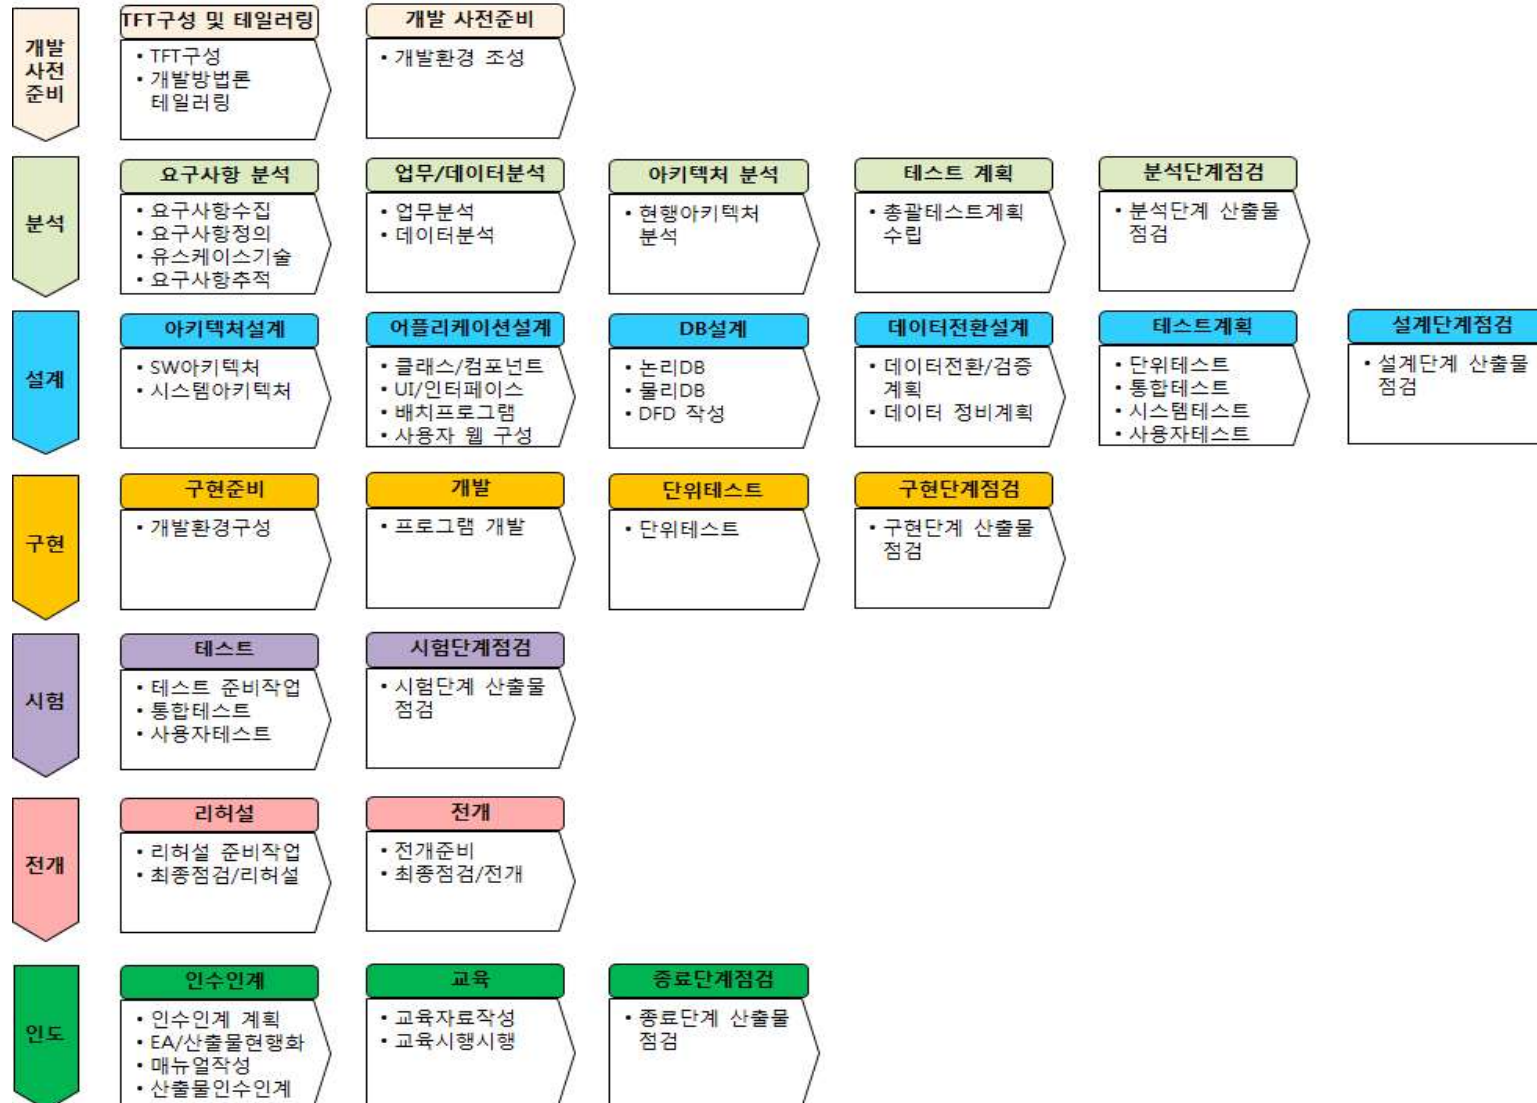 개발
사전
준비
TFT구성 및 테일러링
• TFT구성
• 개발방법론
테일러링
개발 사전준비
• 개발환경 조성
분석
요구사항 분석
• 요구사항수집
• 요구사항정의
• 유스케이스기술
• 요구사항추적
업무/데이터분석
• 업무분석
• 데이터분석
아키텍처 분석
• 현행아키텍처
분석
테스트 계획
• 총괄테스트계획
수립
분석단계점검
• 분석단계 산출물
점검
설계
아키텍처설계
• SW아키텍처
• 시스템아키텍처
어플리케이션설계
• 클래스/컴포넌트
• UI/인터페이스
• 배치프로그램
• 사용자 웹 구성
DB설계
• 논리DB
• 물리DB
• DFD 작성
데이터전환설계
• 데이터전환/검증
계획
• 데이터 정비계획
테스트계획
• 단위테스트
• 통합테스트
• 시스템테스트
• 사용자테스트
설계단계점검
• 설계단계 산출물
점검
구현
구현준비
• 개발환경구성
개발
• 프로그램 개발
단위테스트
• 단위테스트
구현단계점검
• 구현단계 산출물
점검
시험
테스트
• 테스트 준비작업
• 통합테스트
• 사용자테스트
시험단계점검
• 시험단계 산출물
점검
전개
리허설
• 리허설 준비작업
• 최종점검/리허설
전개
• 전개준비
• 최종점검/전개
인도
인수인계
• 인수인계 계획
• EA/산출물현행화
• 매뉴얼작성
• 산출물인수인계
교육
• 교육자료작성
• 교육시행시행
종료단계점검
• 종료단계 산출물
점검